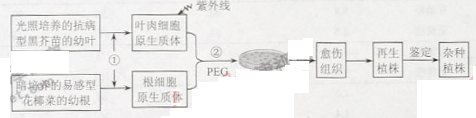 紫外线
光照培养的抗病
型黑芥苗的幼叶
叶肉细胞
原生质体
①
暗培养的易感型
花椰菜的幼根
根细胞
原生质体
②
PEG
愈伤
组织
再生
植株
鉴定
杂种
植株